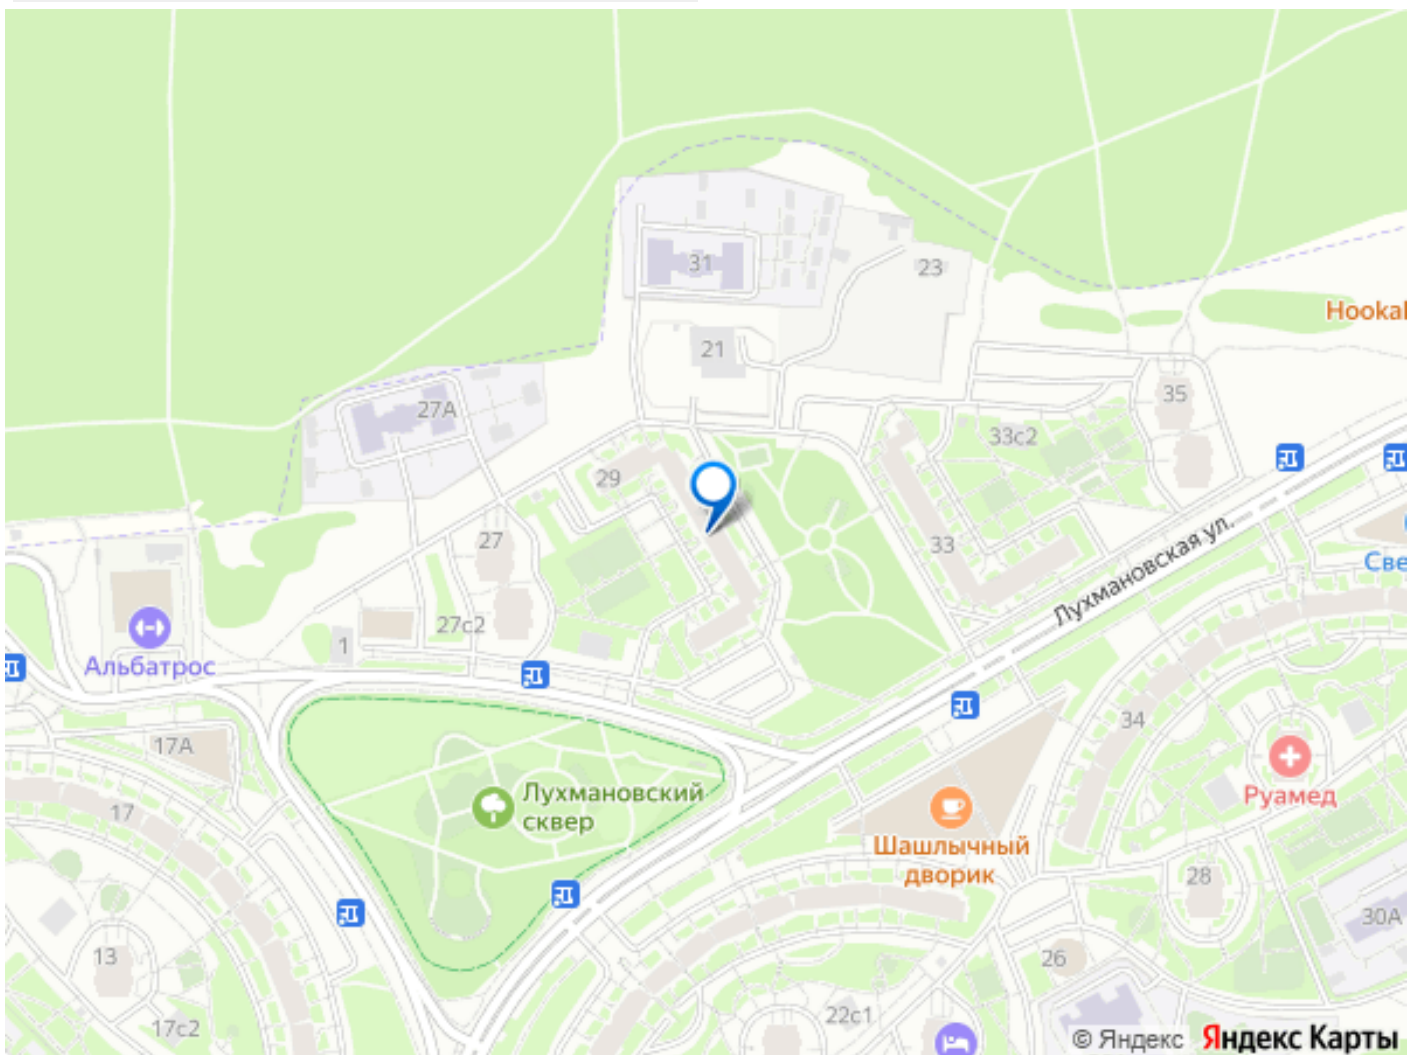 31
23
Hookal
21
35
27А
33с2
29
27
33
Лухмановская ул.
Све
27с2
1
Альбатрос
34
17А
Руамед
17
Лухмановский
сквер
Шашлычный
дворик
28
30А
13
26
17с2
22с1
© Яндекс Яндекс Карты